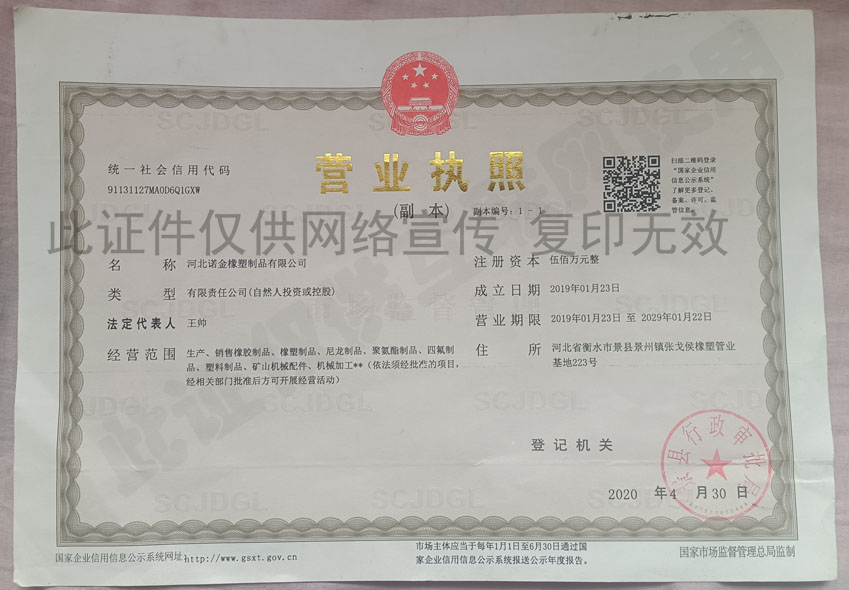 统一社会信用代码
91131127MA0D6Q1GXW
营业执照
(副 本) 副本编号:1 - 1
扫描二维码登录
“国家企业信用
信息公示系统”
了解更多登记、
备案、许可、监
管信息。
此证件仅供网络宣传 复印无效
名 称 河北诺金橡塑制品有限公司
类 型 有限责任公司(自然人投资或控股)
法定代表人 王帅
经营范围 生产、销售橡胶制品、橡塑制品、尼龙制品、聚氨酯制品、四氟制
品、塑料制品、矿山机械配件、机械加工**(依法须经批准的项目,
经相关部门批准后方可开展经营活动)
注册资本 伍佰万元整
成立日期 2019年01月23日
营业期限 2019年01月23日 至 2029年01月22日
住 所 河北省衡水市景县景州镇张戈侯橡塑管业
基地223号
登记机关
景县行政审批局
2020 年 4 月 30 日
国家企业信用信息公示系统网址:http://www.gsxt.gov.cn
市场主体应当于每年1月1日至6月30日通过国
家企业信用信息公示系统报送公示年度报告。
国家市场监督管理总局监制